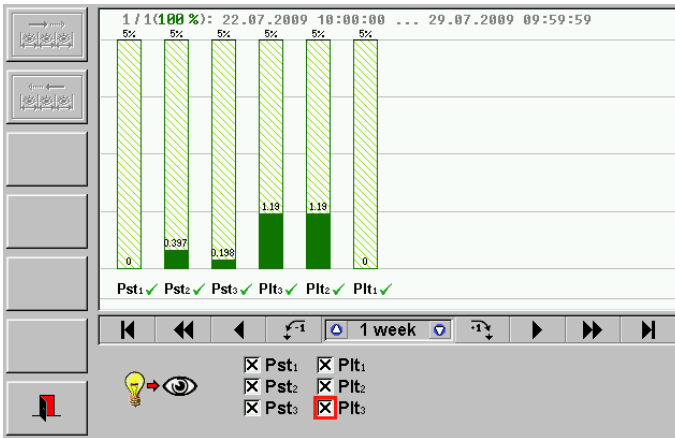 1/1(100 %): 22.07.2009 10:00:00 ... 29.07.2009 09:59:59
5% 5% 5% 5% 5% 5%
0 0.397 0.198 1.19 1.19 0
Pst1 Pst2 Pst3 Plt3 Plt2 Plt1
-1 1 week +1
Pst1 Plt1
Pst2 Plt2
Pst3 Plt3